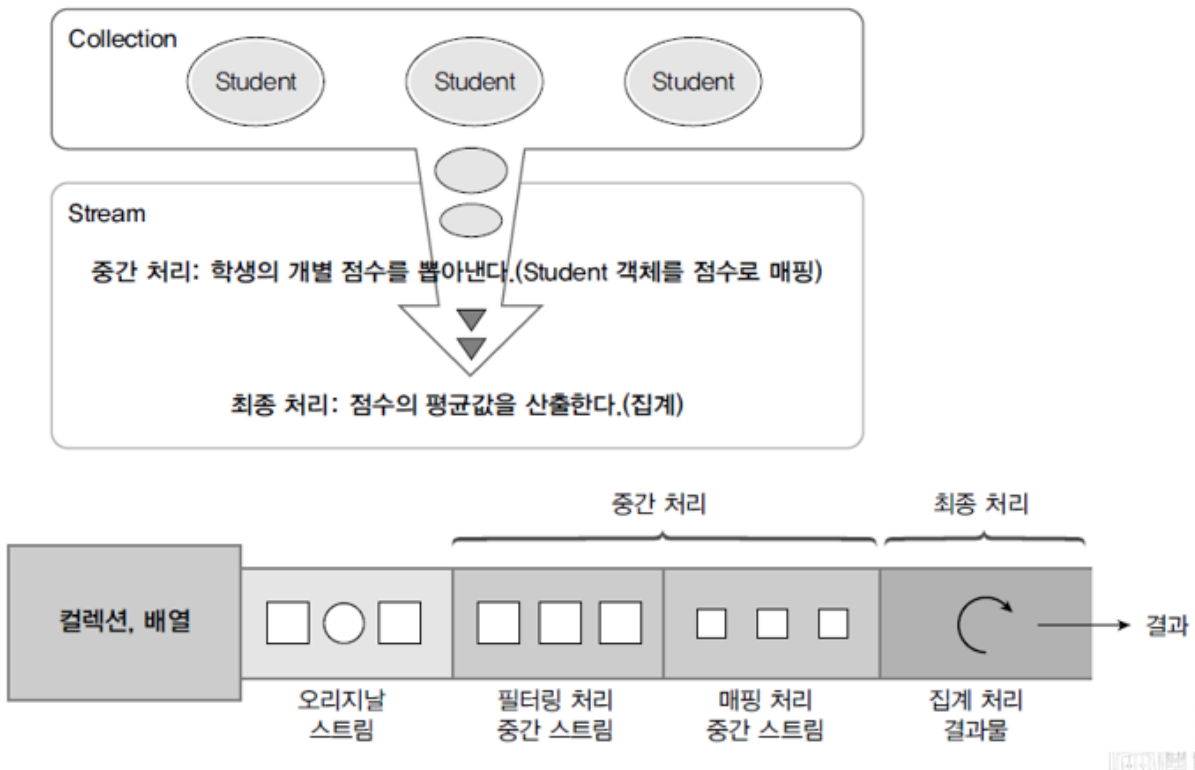 Collection
Student Student Student
Stream
중간 처리: 학생의 개별 점수를 뽑아낸다.(Student 객체를 점수로 매핑)
최종 처리: 점수의 평균값을 산출한다.(집계)
중간 처리 최종 처리
컬렉션, 배열
결과
오리지날 필터링 처리 매핑 처리 집계 처리
스트림 중간 스트림 중간 스트림 결과물